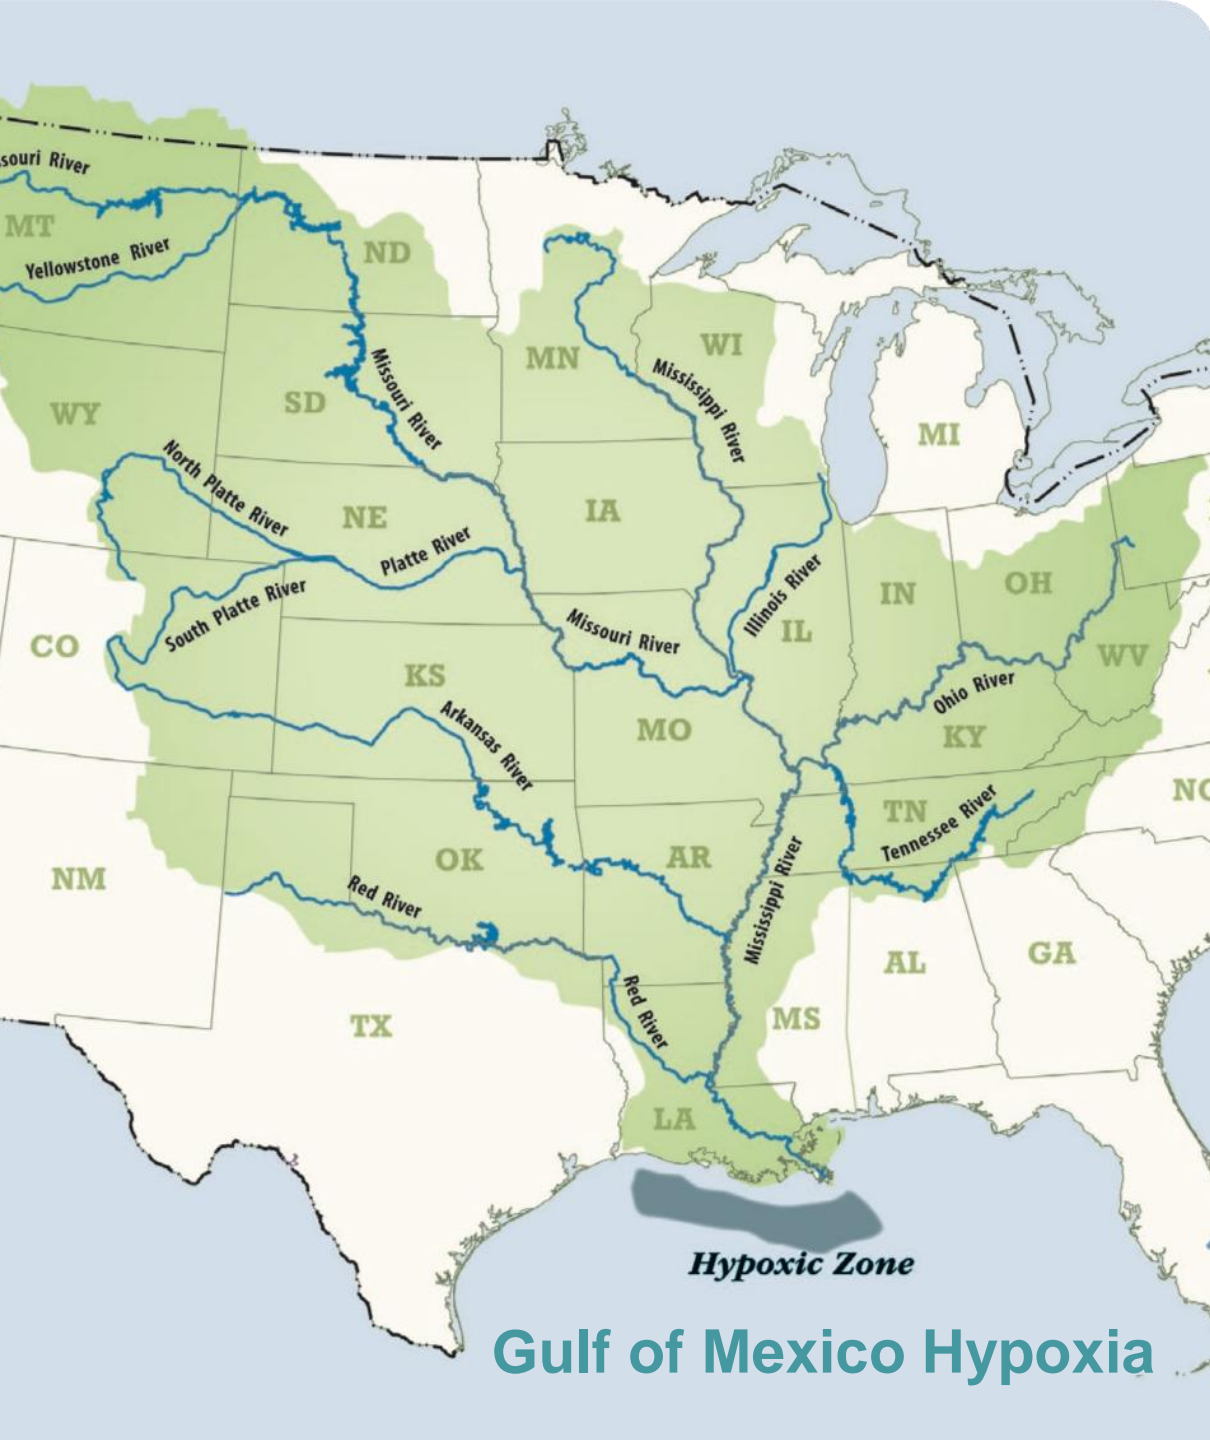 souri River
MT
Yellowstone River
ND
MN
WI
Mississippi River
Missouri River
SD
WY
MI
North Platte River
NE
IA
Platte River
South Platte River
Illinois River
IN
OH
Missouri River
IL
CO
WV
KS
Ohio River
Arkansas River
MO
KY
NC
TN
Tennessee River
OK
AR
NM
Red River
Mississippi River
AL
GA
Red River
MS
TX
LA
Hypoxic Zone
Gulf of Mexico Hypoxia